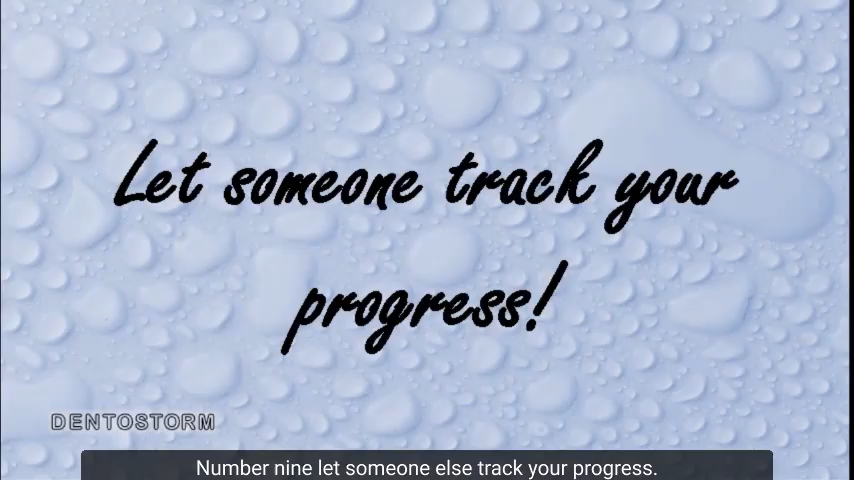 Let someone track your
progress!
DENTOSTORM
Number nine let someone else track your progress.